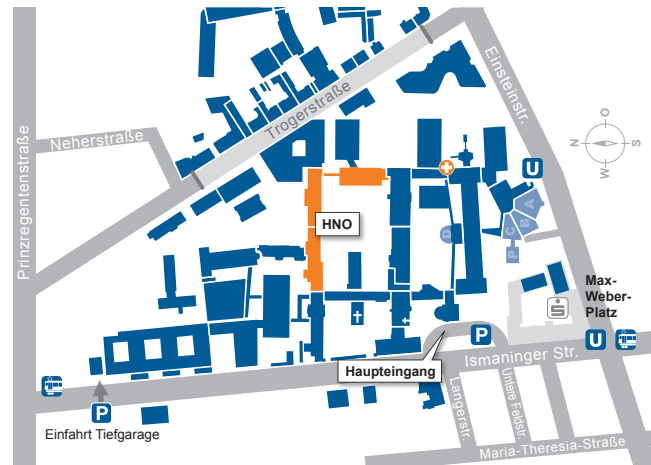 Einsteinstr.
Trogerstraße
Neherstraße
Prinzregentenstraße
O
N
S
W
U
A
B
C
P
D
HNO
Max-
Weber-
Platz
S
P
U
Haupteingang
Ismaninger Str.
P
Einfahrt Tiefgarage
Langerstr.
Untere Feldstr.
Maria-Theresia-Straße